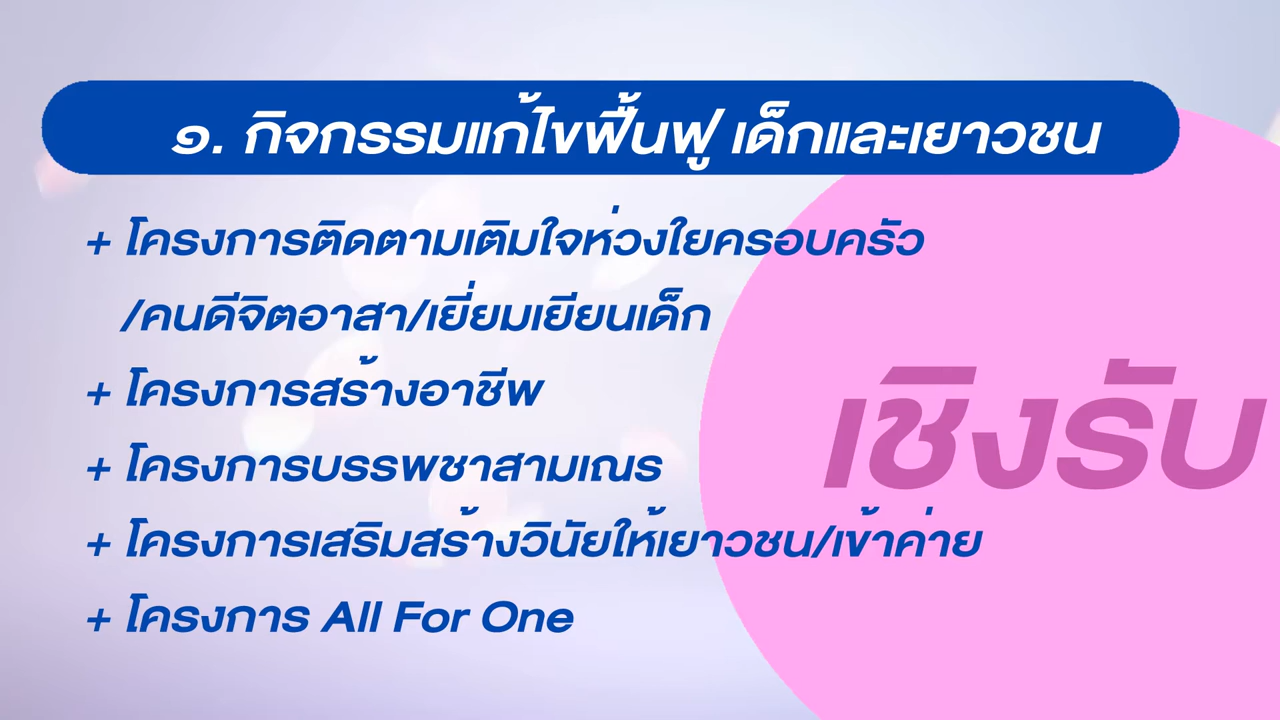 ๑. กิจกรรมแก้ไขฟื้นฟู เด็กและเยาวชน
+ โครงการติดตามเติมใจห่วงใยครอบครัว
/คนดีจิตอาสา/เยี่ยมเยียนเด็ก
+ โครงการสร้างอาชีพ
+ โครงการบรรพชาสามเณร
+ โครงการเสริมสร้างวินัยให้เยาวชน/เข้าค่าย
+ โครงการ All For One
เชิงรับ